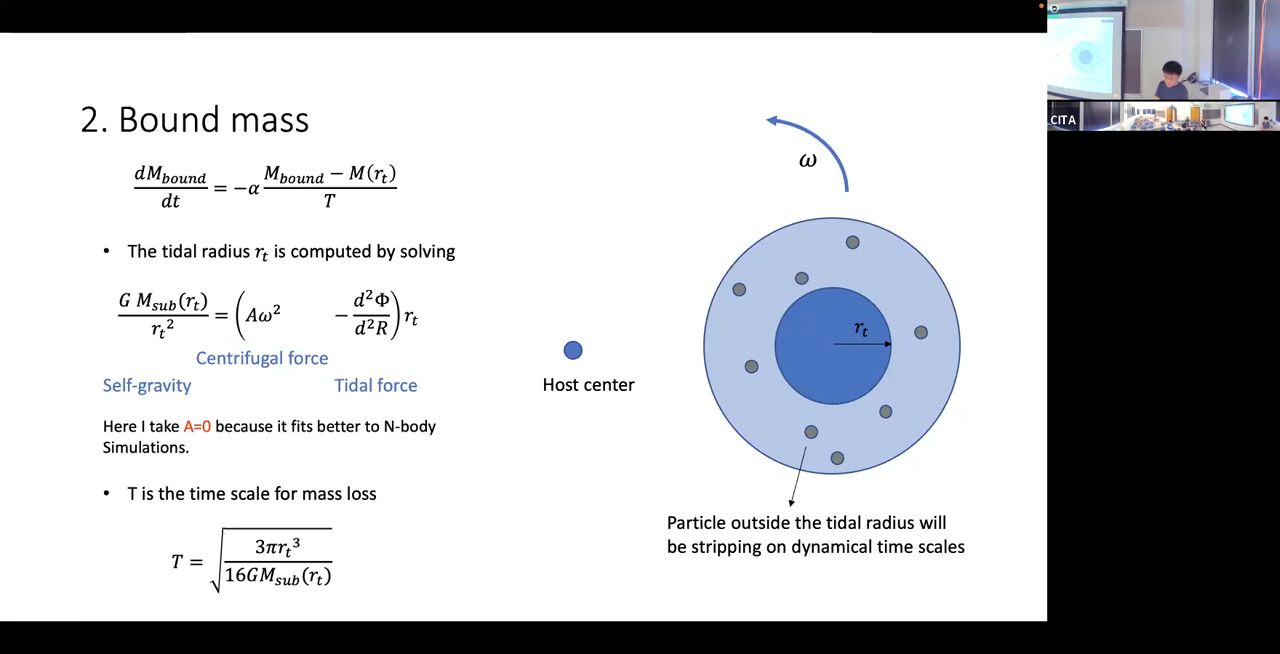 2. Bound mass
dM_bound/dt = −α (M_bound − M(r_t))/T
• The tidal radius r_t is computed by solving
G M_sub(r_t)/r_t² = (Aω² − d²Φ/d²R) r_t
Centrifugal force
Self-gravity Tidal force
Here I take A=0 because it fits better to N-body
Simulations.
• T is the time scale for mass loss
T = √(3πr_t³/16GM_sub(r_t))
ω
r_t
Host center
Particle outside the tidal radius will
be stripping on dynamical time scales
CITA